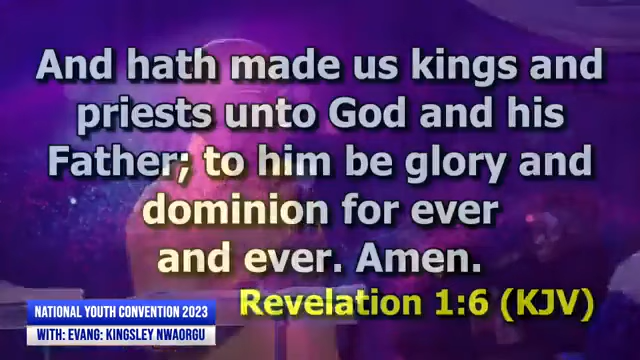 And hath made us kings and
priests unto God and his
Father; to him be glory and
dominion for ever
and ever. Amen.
Revelation 1:6 (KJV)
NATIONAL YOUTH CONVENTION 2023
WITH: EVANG: KINGSLEY NWAORGU